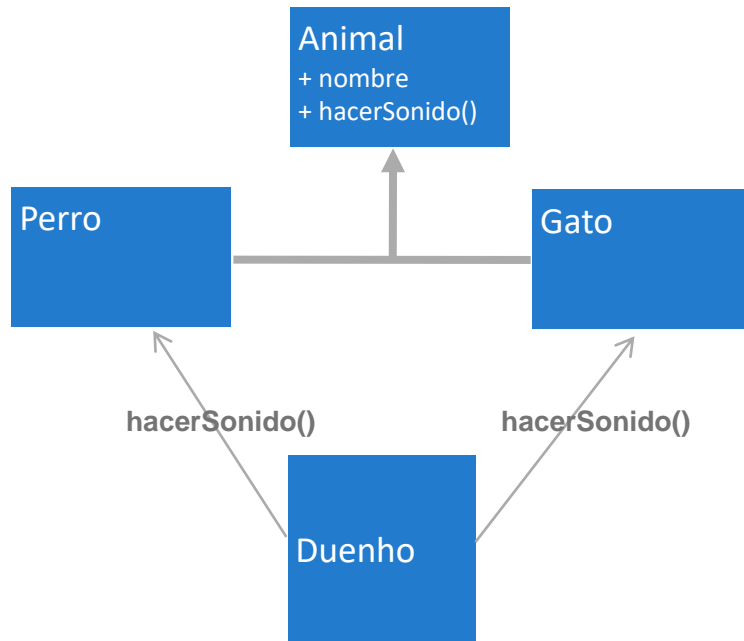 Animal
+ nombre
+ hacerSonido()
Perro
Gato
hacerSonido()
hacerSonido()
Duenho